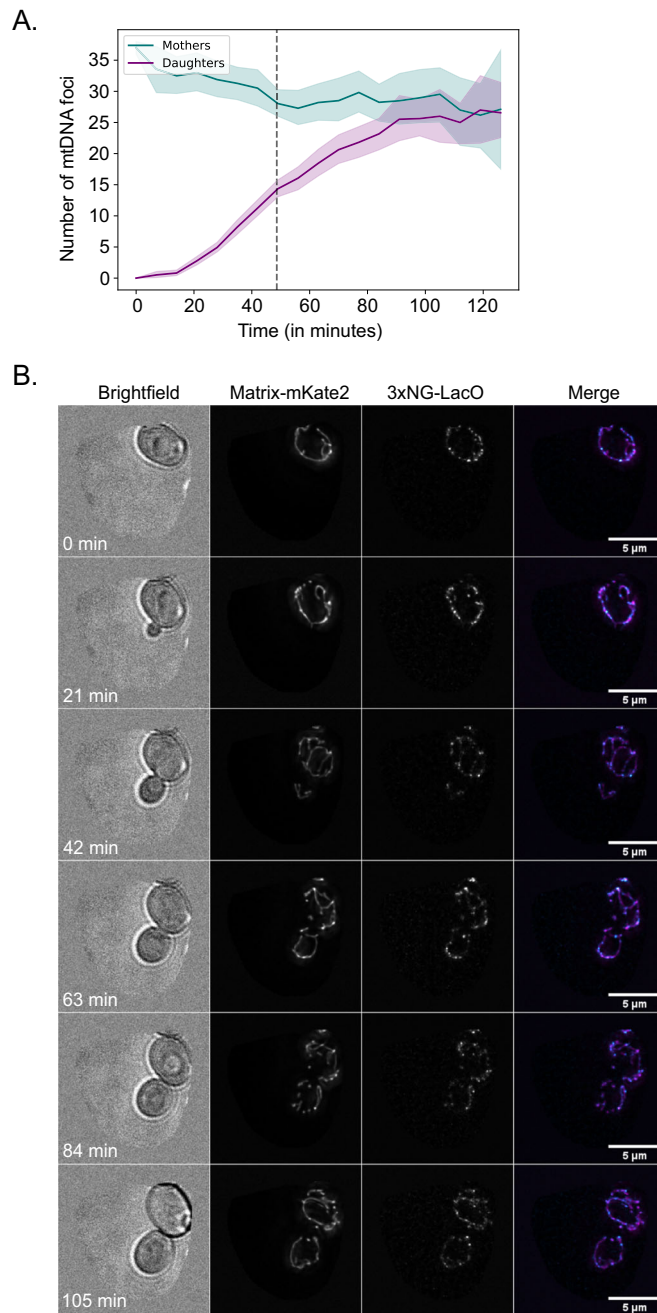 A.
Mothers
Daughters
35
30
25
20
15
10
5
0
Number of mtDNA foci
0 20 40 60 80 100 120
Time (in minutes)
B.
Brightfield Matrix-mKate2 3xNG-LacO Merge
0 min 5 µm
21 min 5 µm
42 min 5 µm
63 min 5 µm
84 min 5 µm
105 min 5 µm